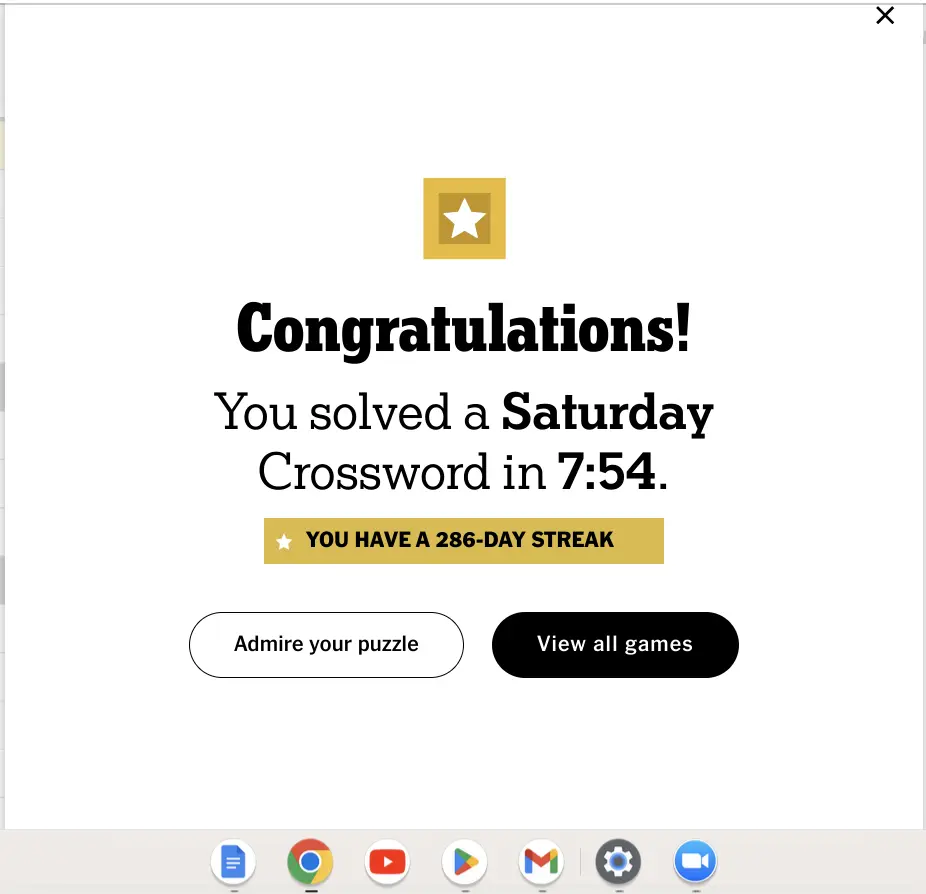 Congratulations!
You solved a Saturday
Crossword in 7:54.
YOU HAVE A 286-DAY STREAK
Admire your puzzle
View all games